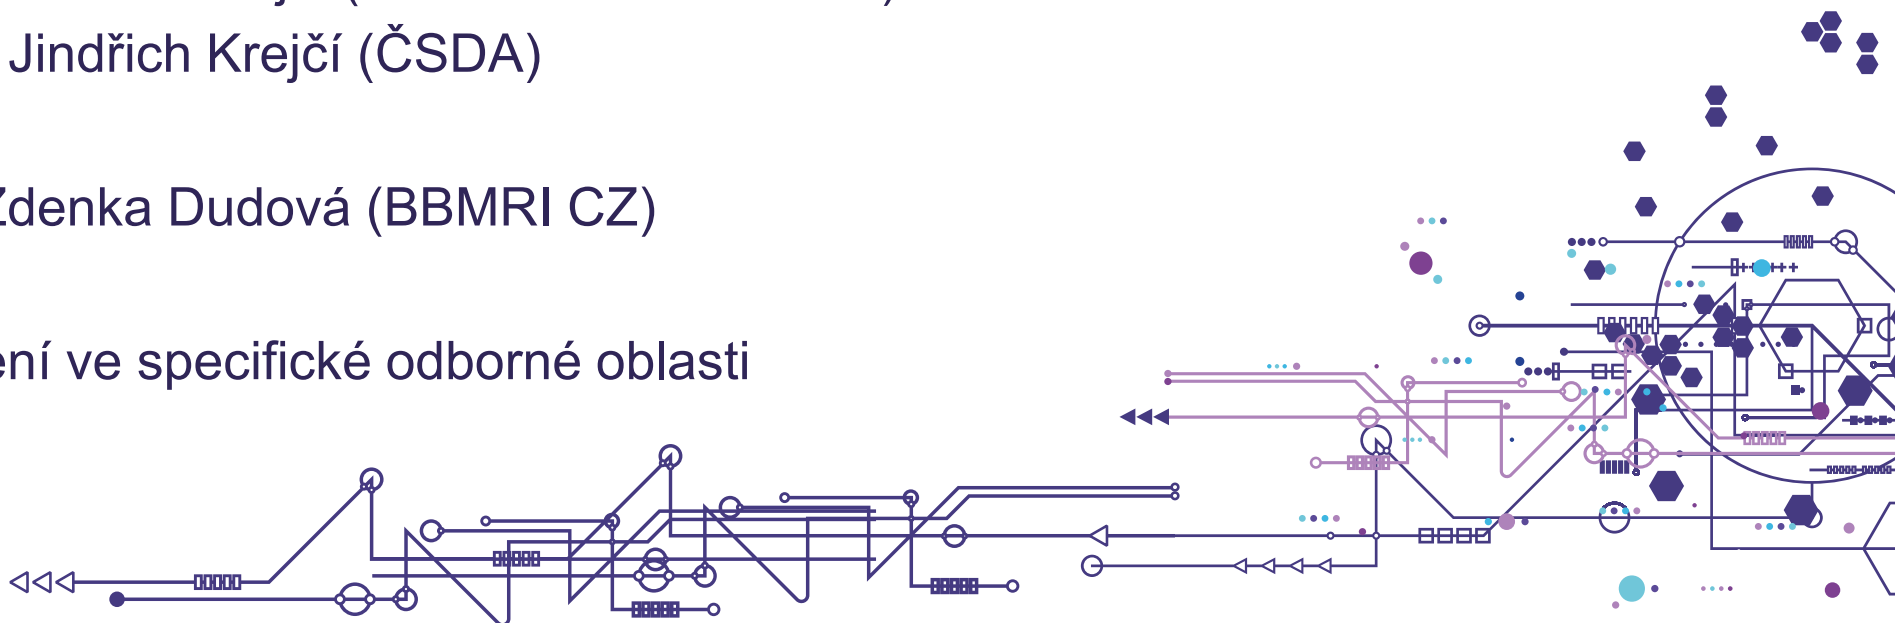 Jindřich Krejčí (ČSDA)
Zdenka Dudová (BBMRI CZ)
ení ve specifické odborné oblasti